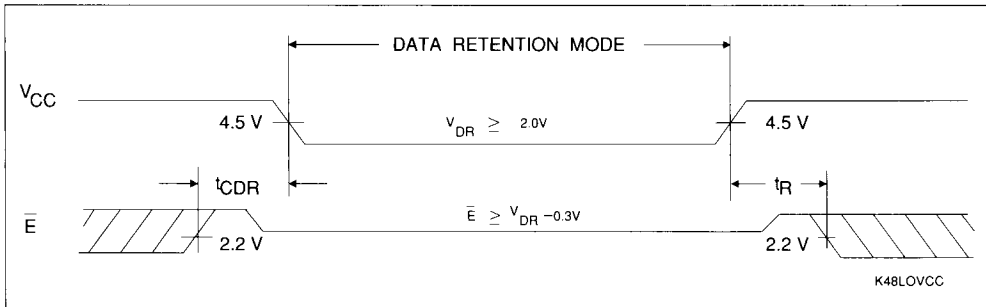 DATA RETENTION MODE
VCC
4.5 V
VDR ≥ 2.0V
4.5 V
tCDR
tR
E̅
E̅ ≥ VDR -0.3V
2.2 V
2.2 V
K48LOVCC